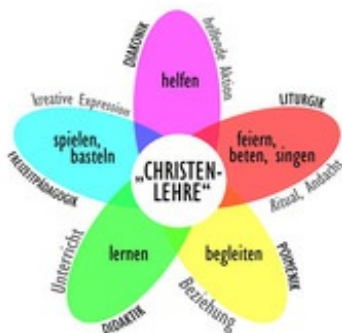 DIAKONIK
helfen
helfende Aktion
LITURGIK
feiern,
beten, singen
Ritual, Andacht
POIMENIK
begleiten
Beziehung
DIDAKTIK
lernen
Unterricht
FREIZEITPÄDAGOGIK
spielen,
basteln
kreative Expression
„CHRISTEN-
LEHRE“